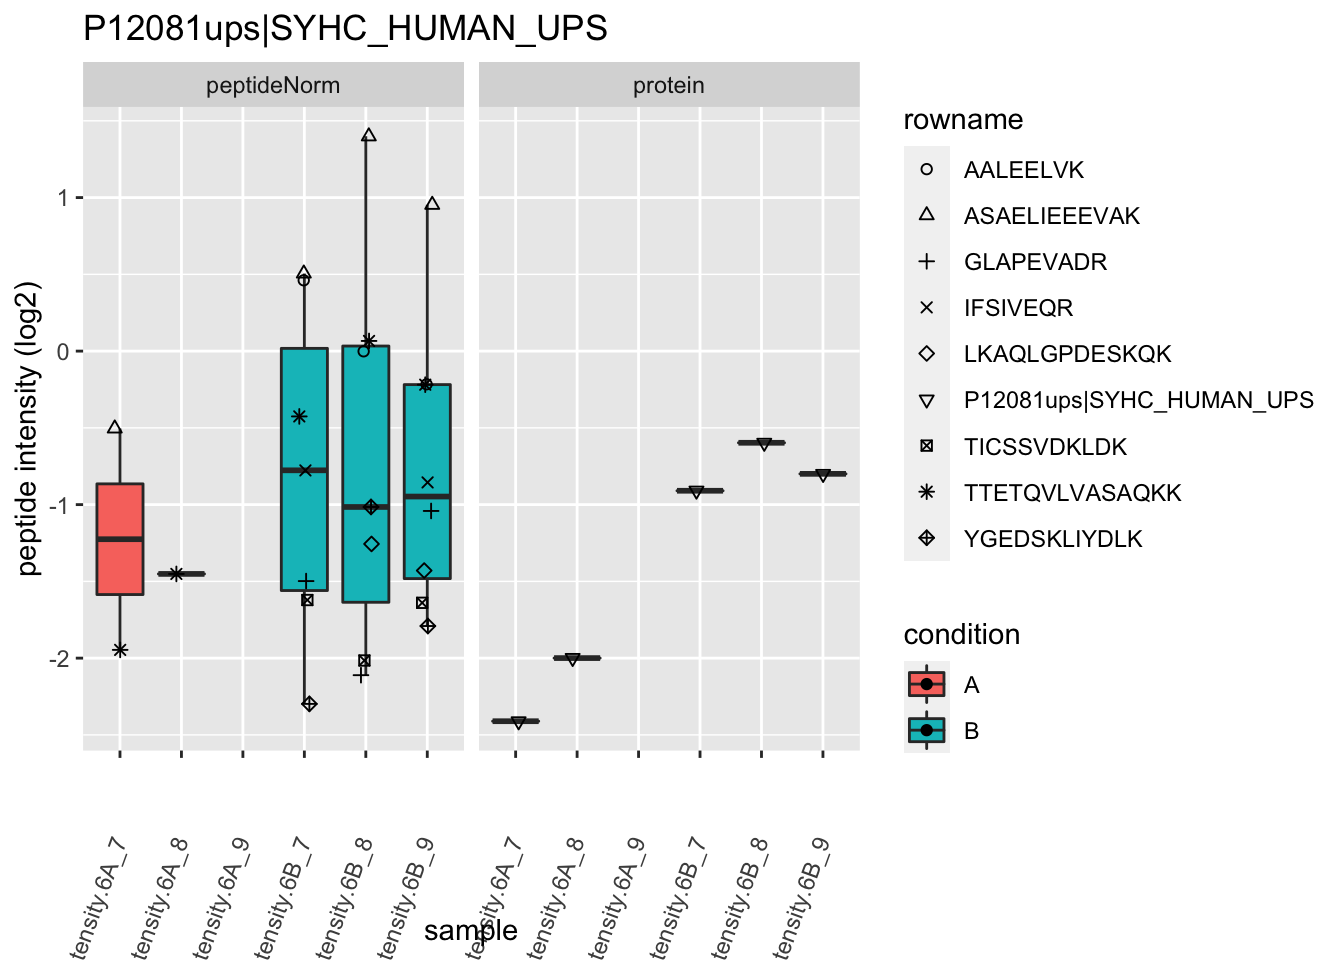 P12081ups|SYHC_HUMAN_UPS
peptideNorm
protein
peptide intensity (log2)
1
0
-1
-2
tensity.6A_7
tensity.6A_8
tensity.6A_9
tensity.6B_7
tensity.6B_8
tensity.6B_9
tensity.6A_7
tensity.6A_8
tensity.6A_9
tensity.6B_7
tensity.6B_8
tensity.6B_9
sample
rowname
AALEELVK
ASAELIEEEVAK
GLAPEVADR
IFSIVEQR
LKAQLGPDESKQK
P12081ups|SYHC_HUMAN_UPS
TICSSVDKLDK
TTETQVLVASAQKK
YGEDSKLIYDLK
condition
A
B